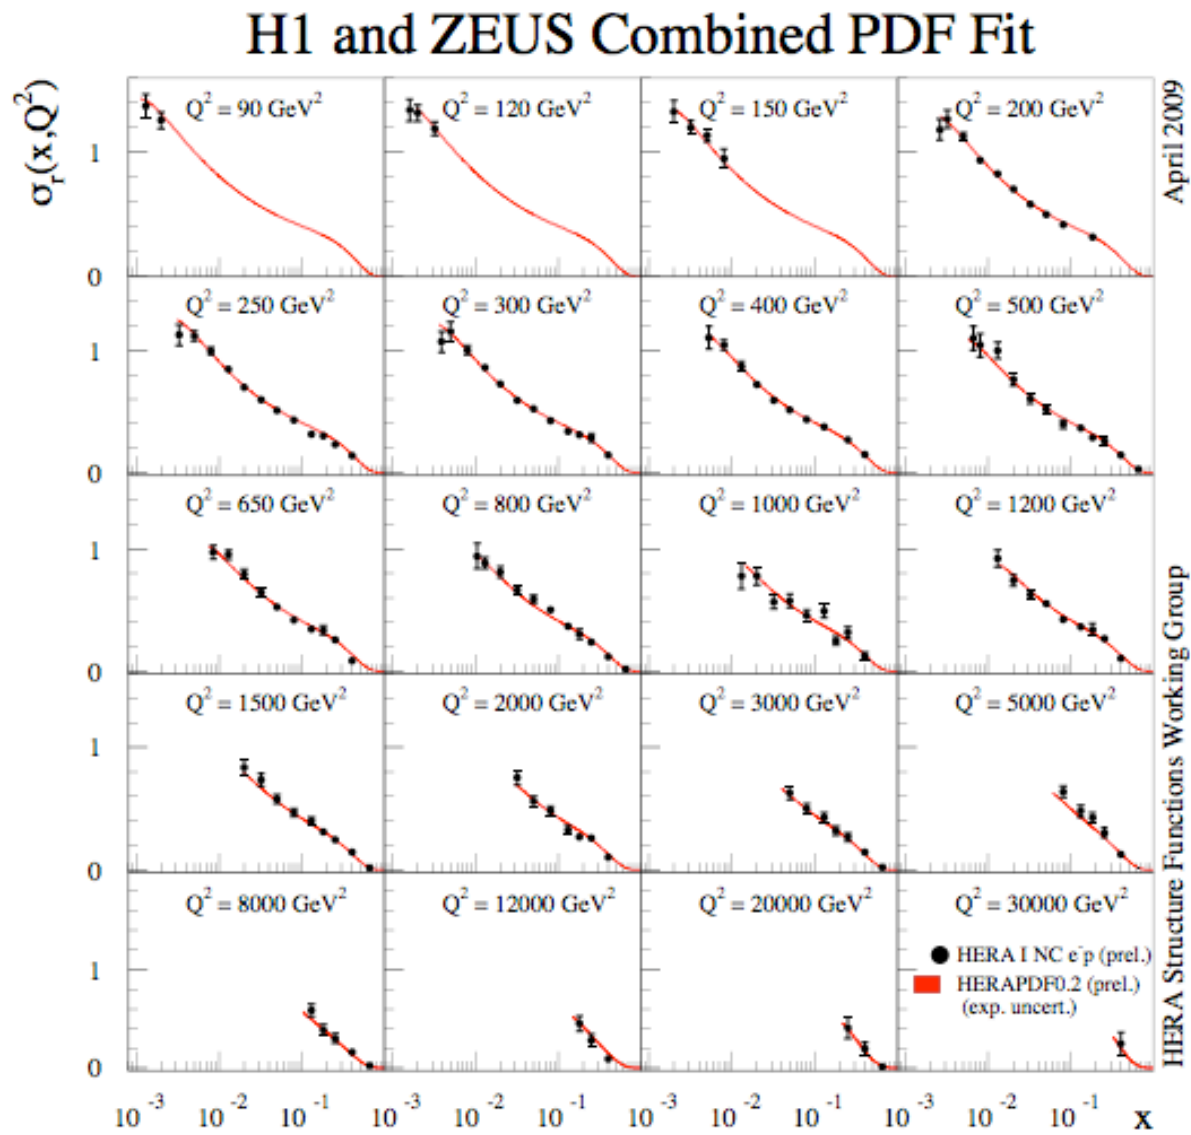 H1 and ZEUS Combined PDF Fit
σr(x,Q²)
April 2009
Q² = 90 GeV²
Q² = 120 GeV²
Q² = 150 GeV²
Q² = 200 GeV²
1
0
Q² = 250 GeV²
Q² = 300 GeV²
Q² = 400 GeV²
Q² = 500 GeV²
1
0
Q² = 650 GeV²
Q² = 800 GeV²
Q² = 1000 GeV²
Q² = 1200 GeV²
1
0
Q² = 1500 GeV²
Q² = 2000 GeV²
Q² = 3000 GeV²
Q² = 5000 GeV²
1
0
Q² = 8000 GeV²
Q² = 12000 GeV²
Q² = 20000 GeV²
Q² = 30000 GeV²
1
0
HERA I NC e⁻p (prel.)
HERAPDF0.2 (prel.)
(exp. uncert.)
HERA Structure Functions Working Group
10⁻³ 10⁻² 10⁻¹ 10⁻³ 10⁻² 10⁻¹ 10⁻³ 10⁻² 10⁻¹ 10⁻³ 10⁻² 10⁻¹ x